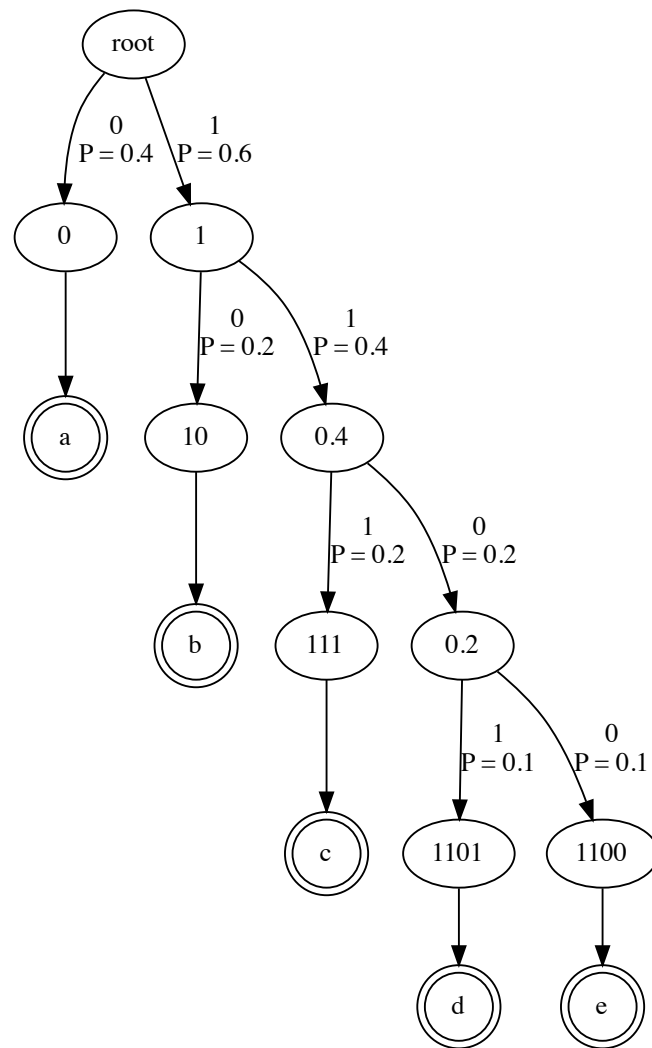 root
0
P = 0.4
1
P = 0.6
0
1
0
P = 0.2
1
P = 0.4
a
10
0.4
1
P = 0.2
0
P = 0.2
b
111
0.2
1
P = 0.1
0
P = 0.1
c
1101
1100
d
e